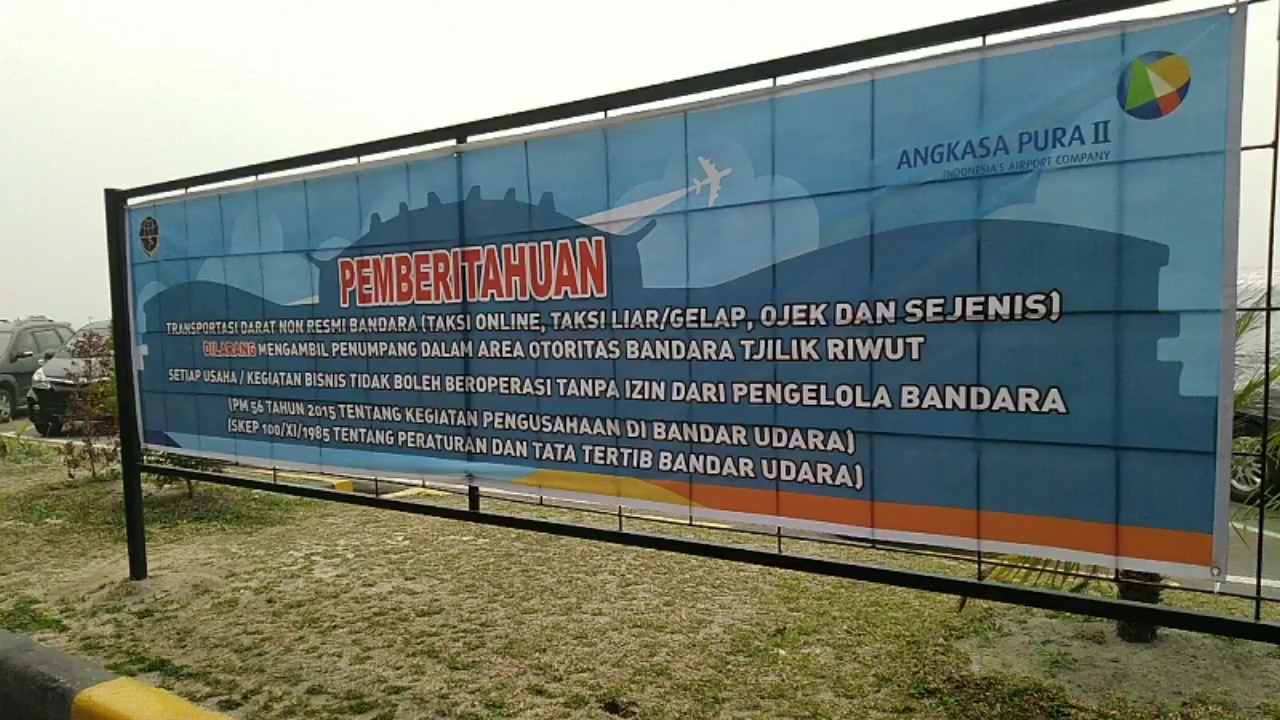 ANGKASA PURA II
INDONESIA'S AIRPORT COMPANY
PEMBERITAHUAN
TRANSPORTASI DARAT NON RESMI BANDARA (TAKSI ONLINE, TAKSI LIAR/GELAP, OJEK DAN SEJENIS)
DILARANG MENGAMBIL PENUMPANG DALAM AREA OTORITAS BANDARA TJILIK RIWUT
SETIAP USAHA / KEGIATAN BISNIS TIDAK BOLEH BEROPERASI TANPA IZIN DARI PENGELOLA BANDARA
(PM 56 TAHUN 2015 TENTANG KEGIATAN PENGUSAHAAN DI BANDAR UDARA)
(SKEP 100/XI/1985 TENTANG PERATURAN DAN TATA TERTIB BANDAR UDARA)